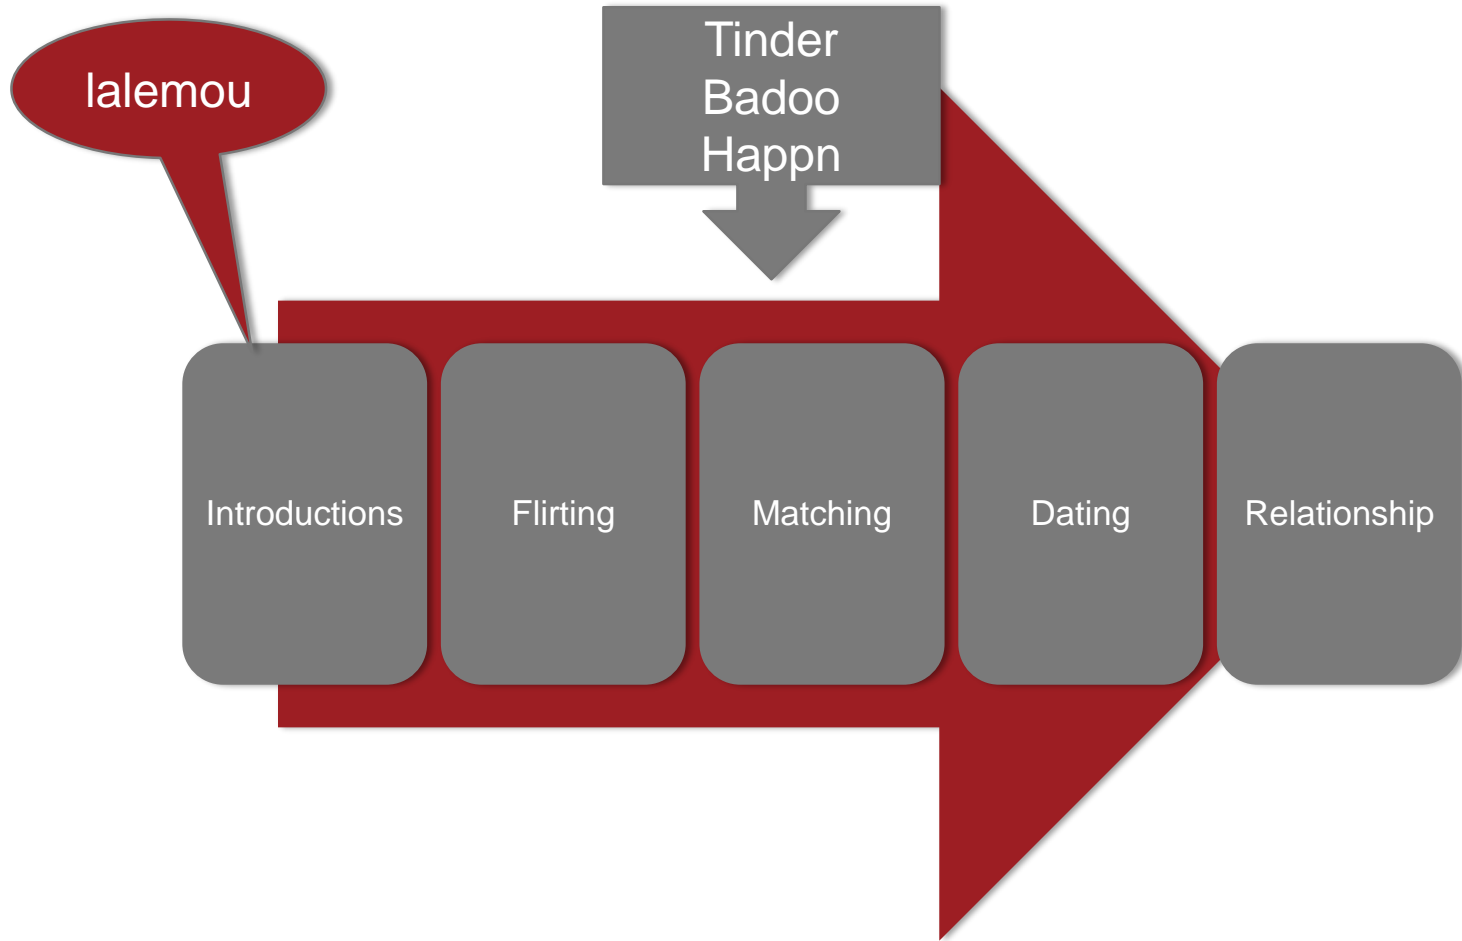 lalemou
Tinder
Badoo
Happn
Introductions
Flirting
Matching
Dating
Relationship